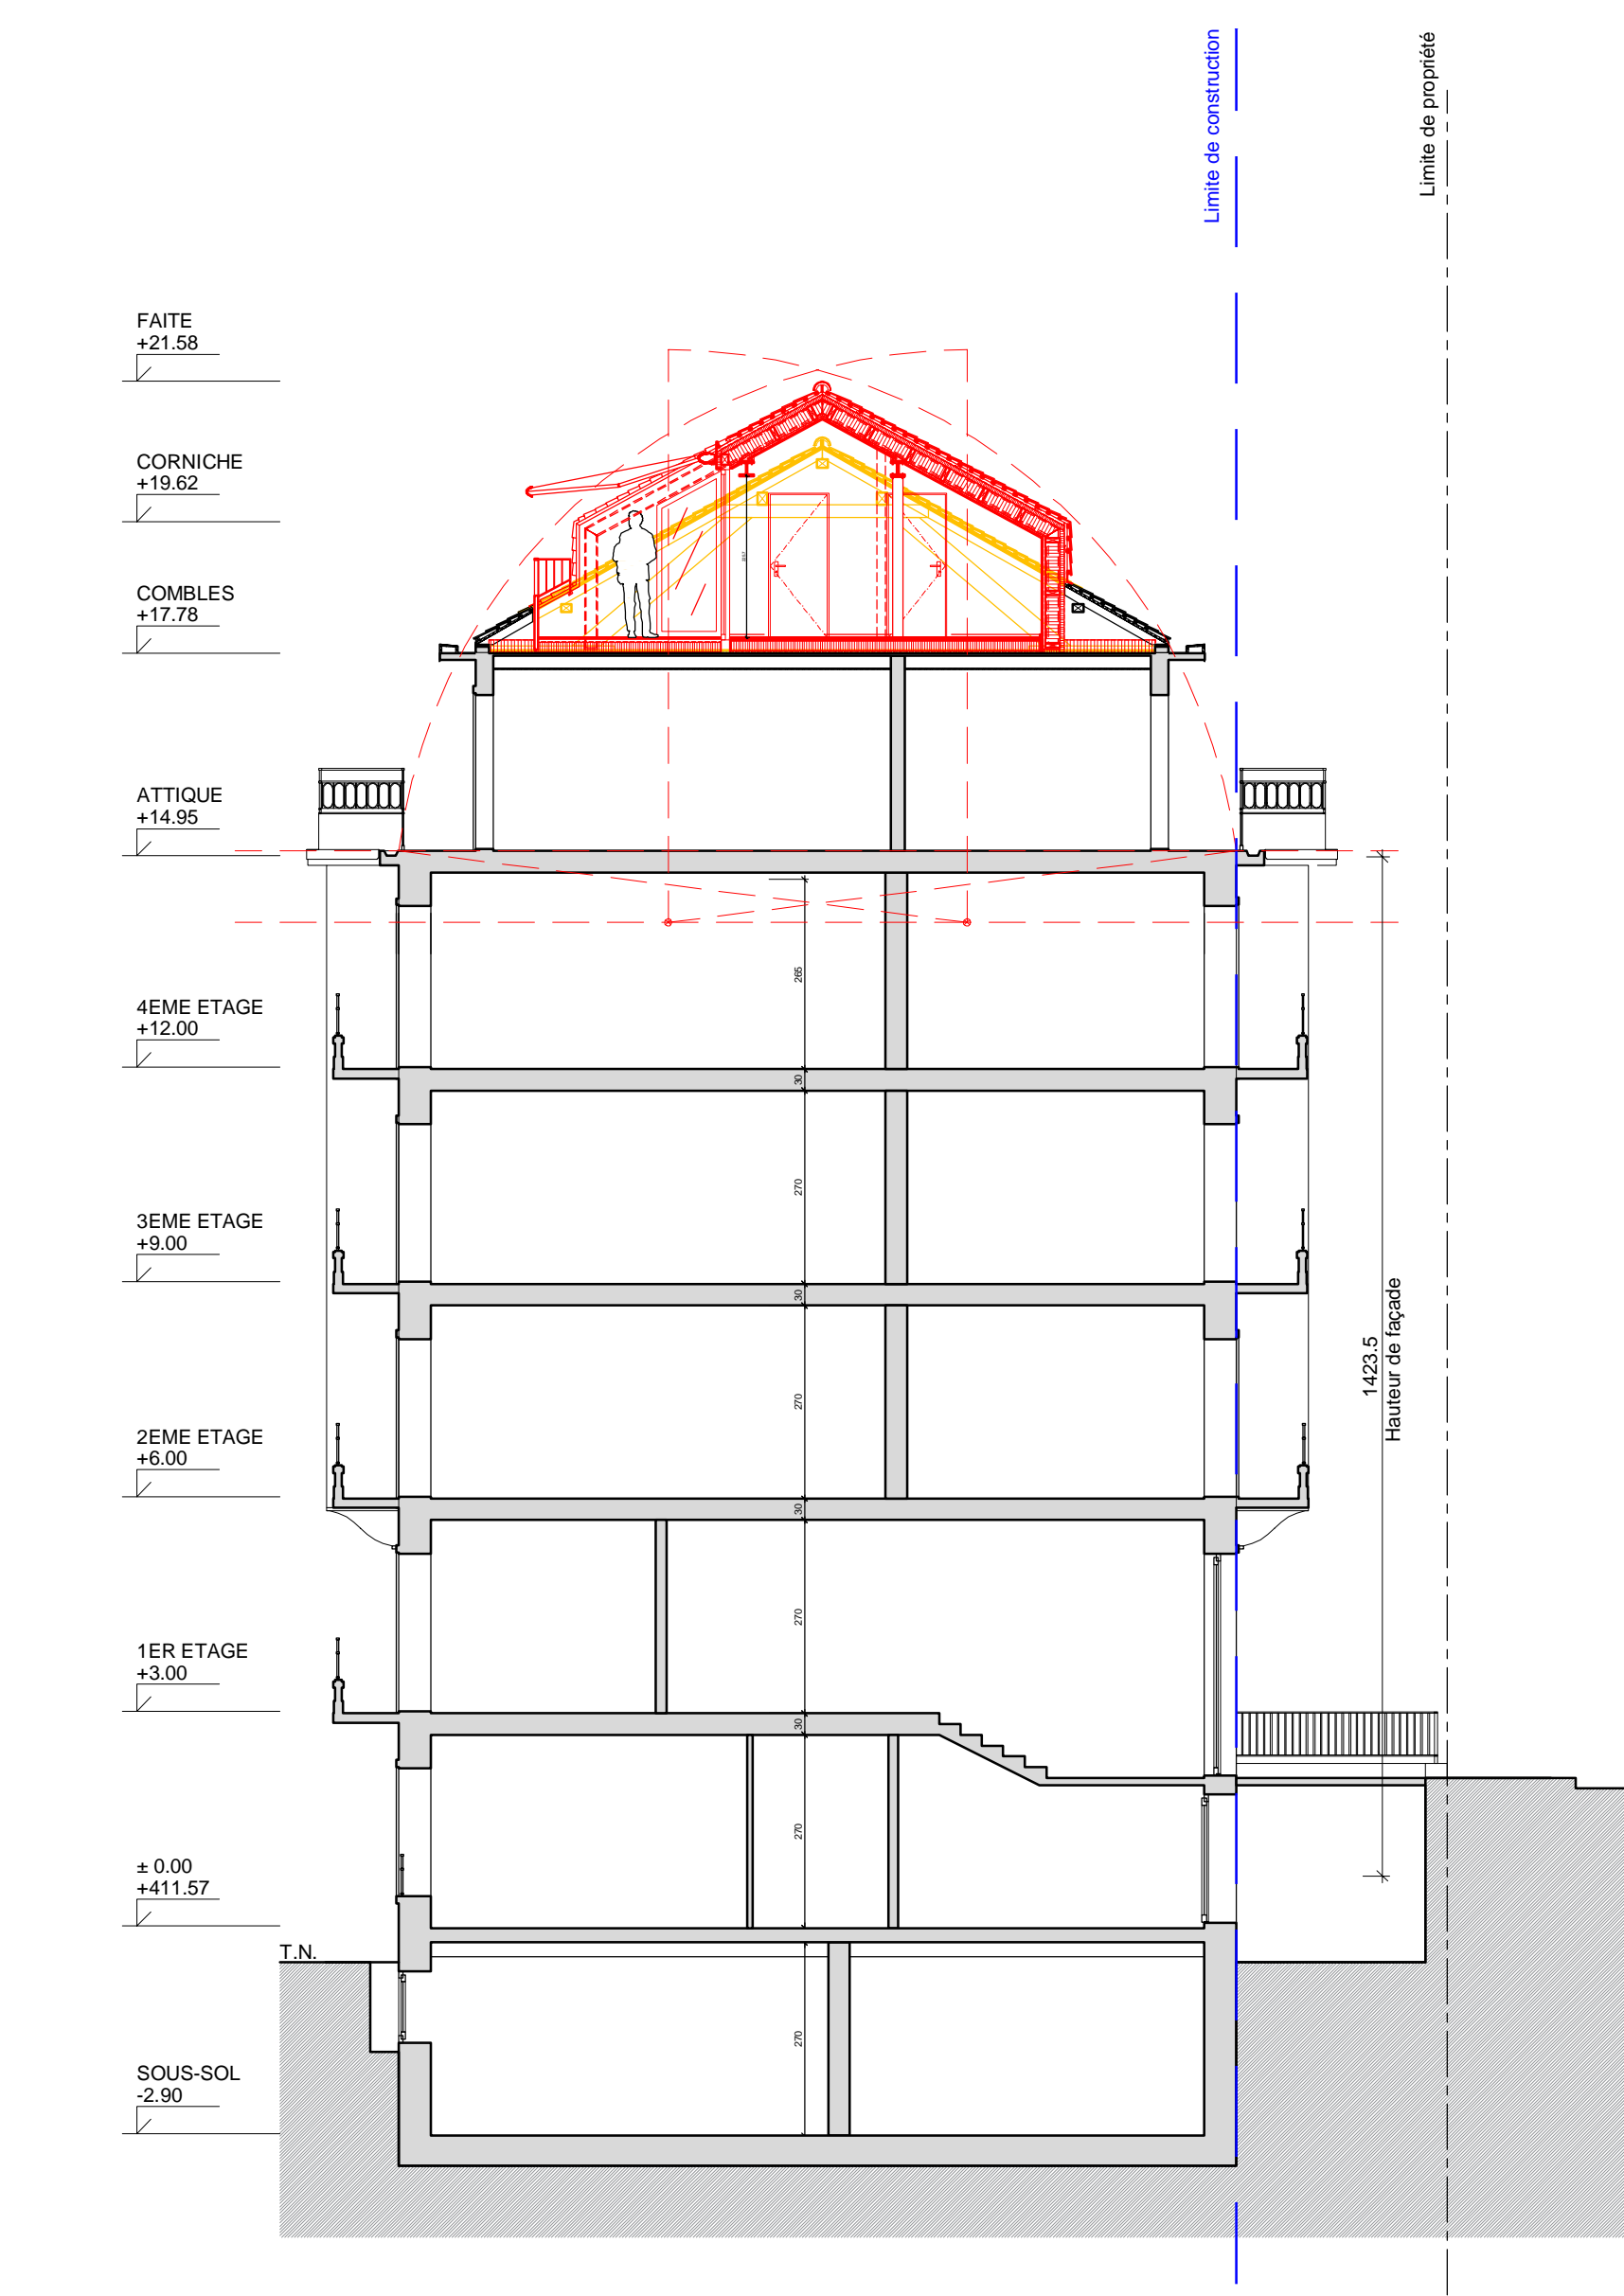 Limite de construction
Limite de propriété
FAITE
+21.58
CORNICHE
+19.62
COMBLES
+17.78
ATTIQUE
+14.95
265
4EME ETAGE
+12.00
30
270
3EME ETAGE
+9.00
30
270
1423.5
Hauteur de façade
2EME ETAGE
+6.00
30
270
1ER ETAGE
+3.00
30
270
± 0.00
+411.57
T.N.
270
SOUS-SOL
-2.90